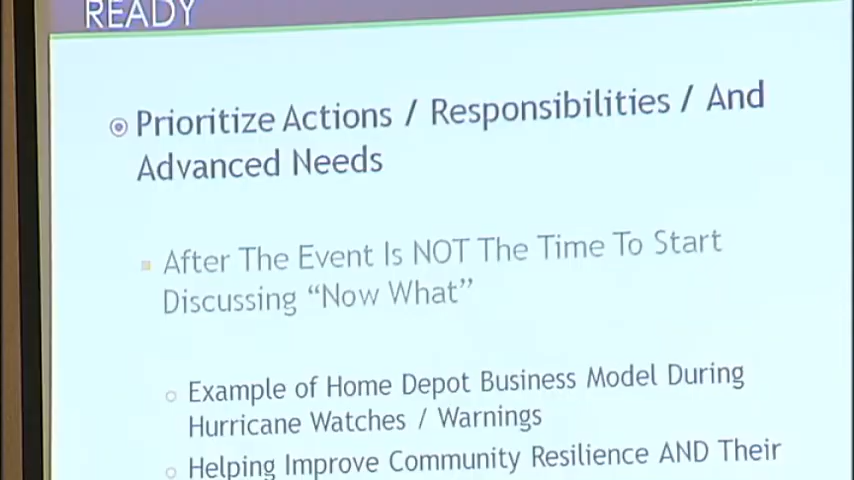 READY
Prioritize Actions / Responsibilities / And
Advanced Needs
After The Event Is NOT The Time To Start
Discussing “Now What”
Example of Home Depot Business Model During
Hurricane Watches / Warnings
Helping Improve Community Resilience AND Their